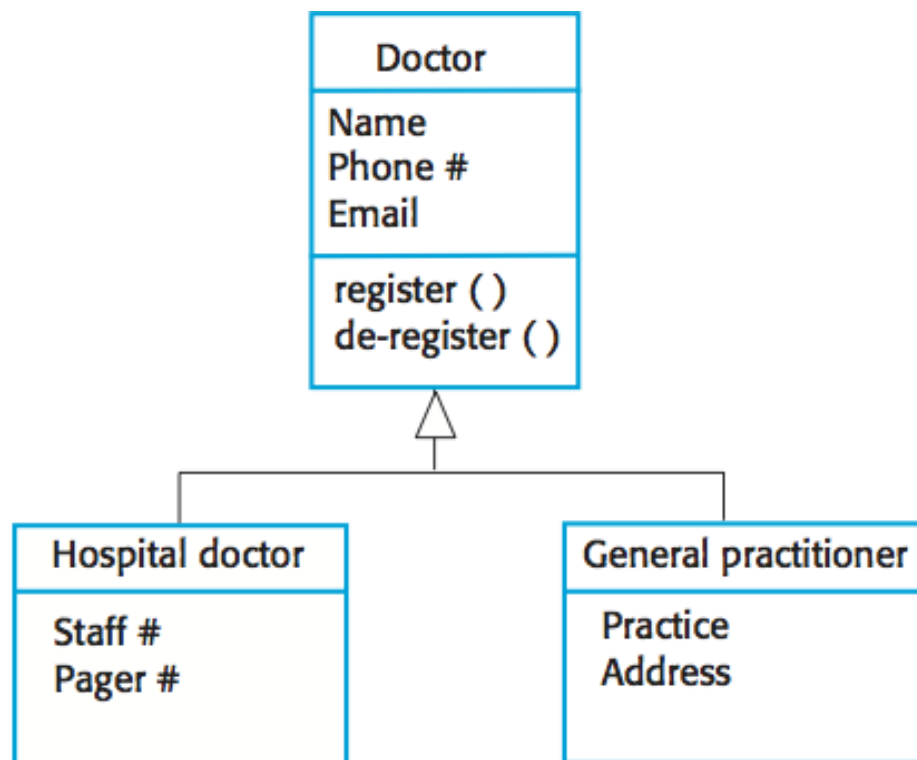 Doctor
Name
Phone #
Email
register ( )
de-register ( )
Hospital doctor
Staff #
Pager #
General practitioner
Practice
Address